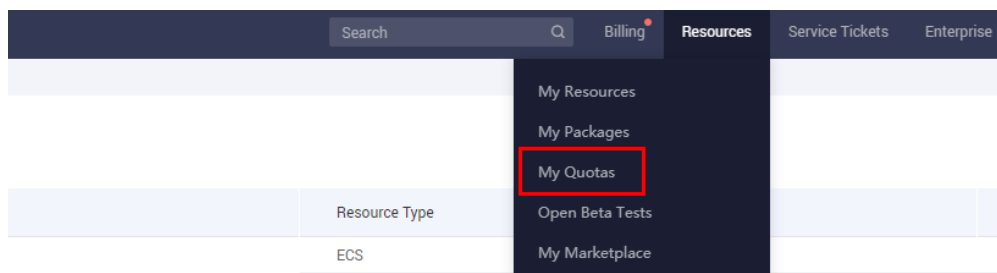 Search Billing Resources Service Tickets Enterprise
My Resources
My Packages
My Quotas
Resource Type Open Beta Tests
ECS My Marketplace